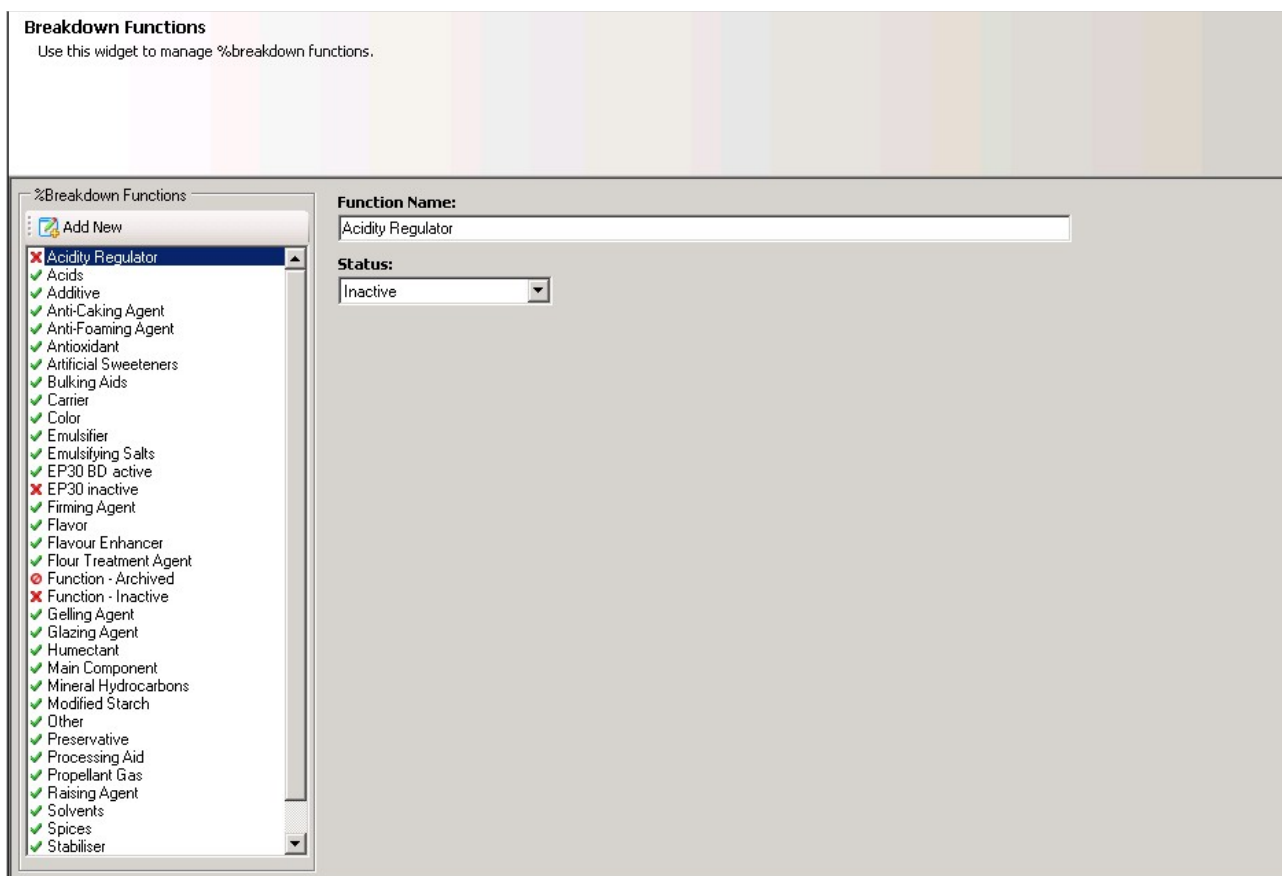 Breakdown Functions
Use this widget to manage %breakdown functions.
%Breakdown Functions
Add New
Acidity Regulator
Acids
Additive
Anti-Caking Agent
Anti-Foaming Agent
Antioxidant
Artificial Sweeteners
Bulking Aids
Carrier
Color
Emulsifier
Emulsifying Salts
EP30 BD active
EP30 inactive
Firming Agent
Flavor
Flavour Enhancer
Flour Treatment Agent
Function - Archived
Function - Inactive
Gelling Agent
Glazing Agent
Humectant
Main Component
Mineral Hydrocarbons
Modified Starch
Other
Preservative
Processing Aid
Propellant Gas
Raising Agent
Solvents
Spices
Stabiliser
Function Name:
Acidity Regulator
Status:
Inactive